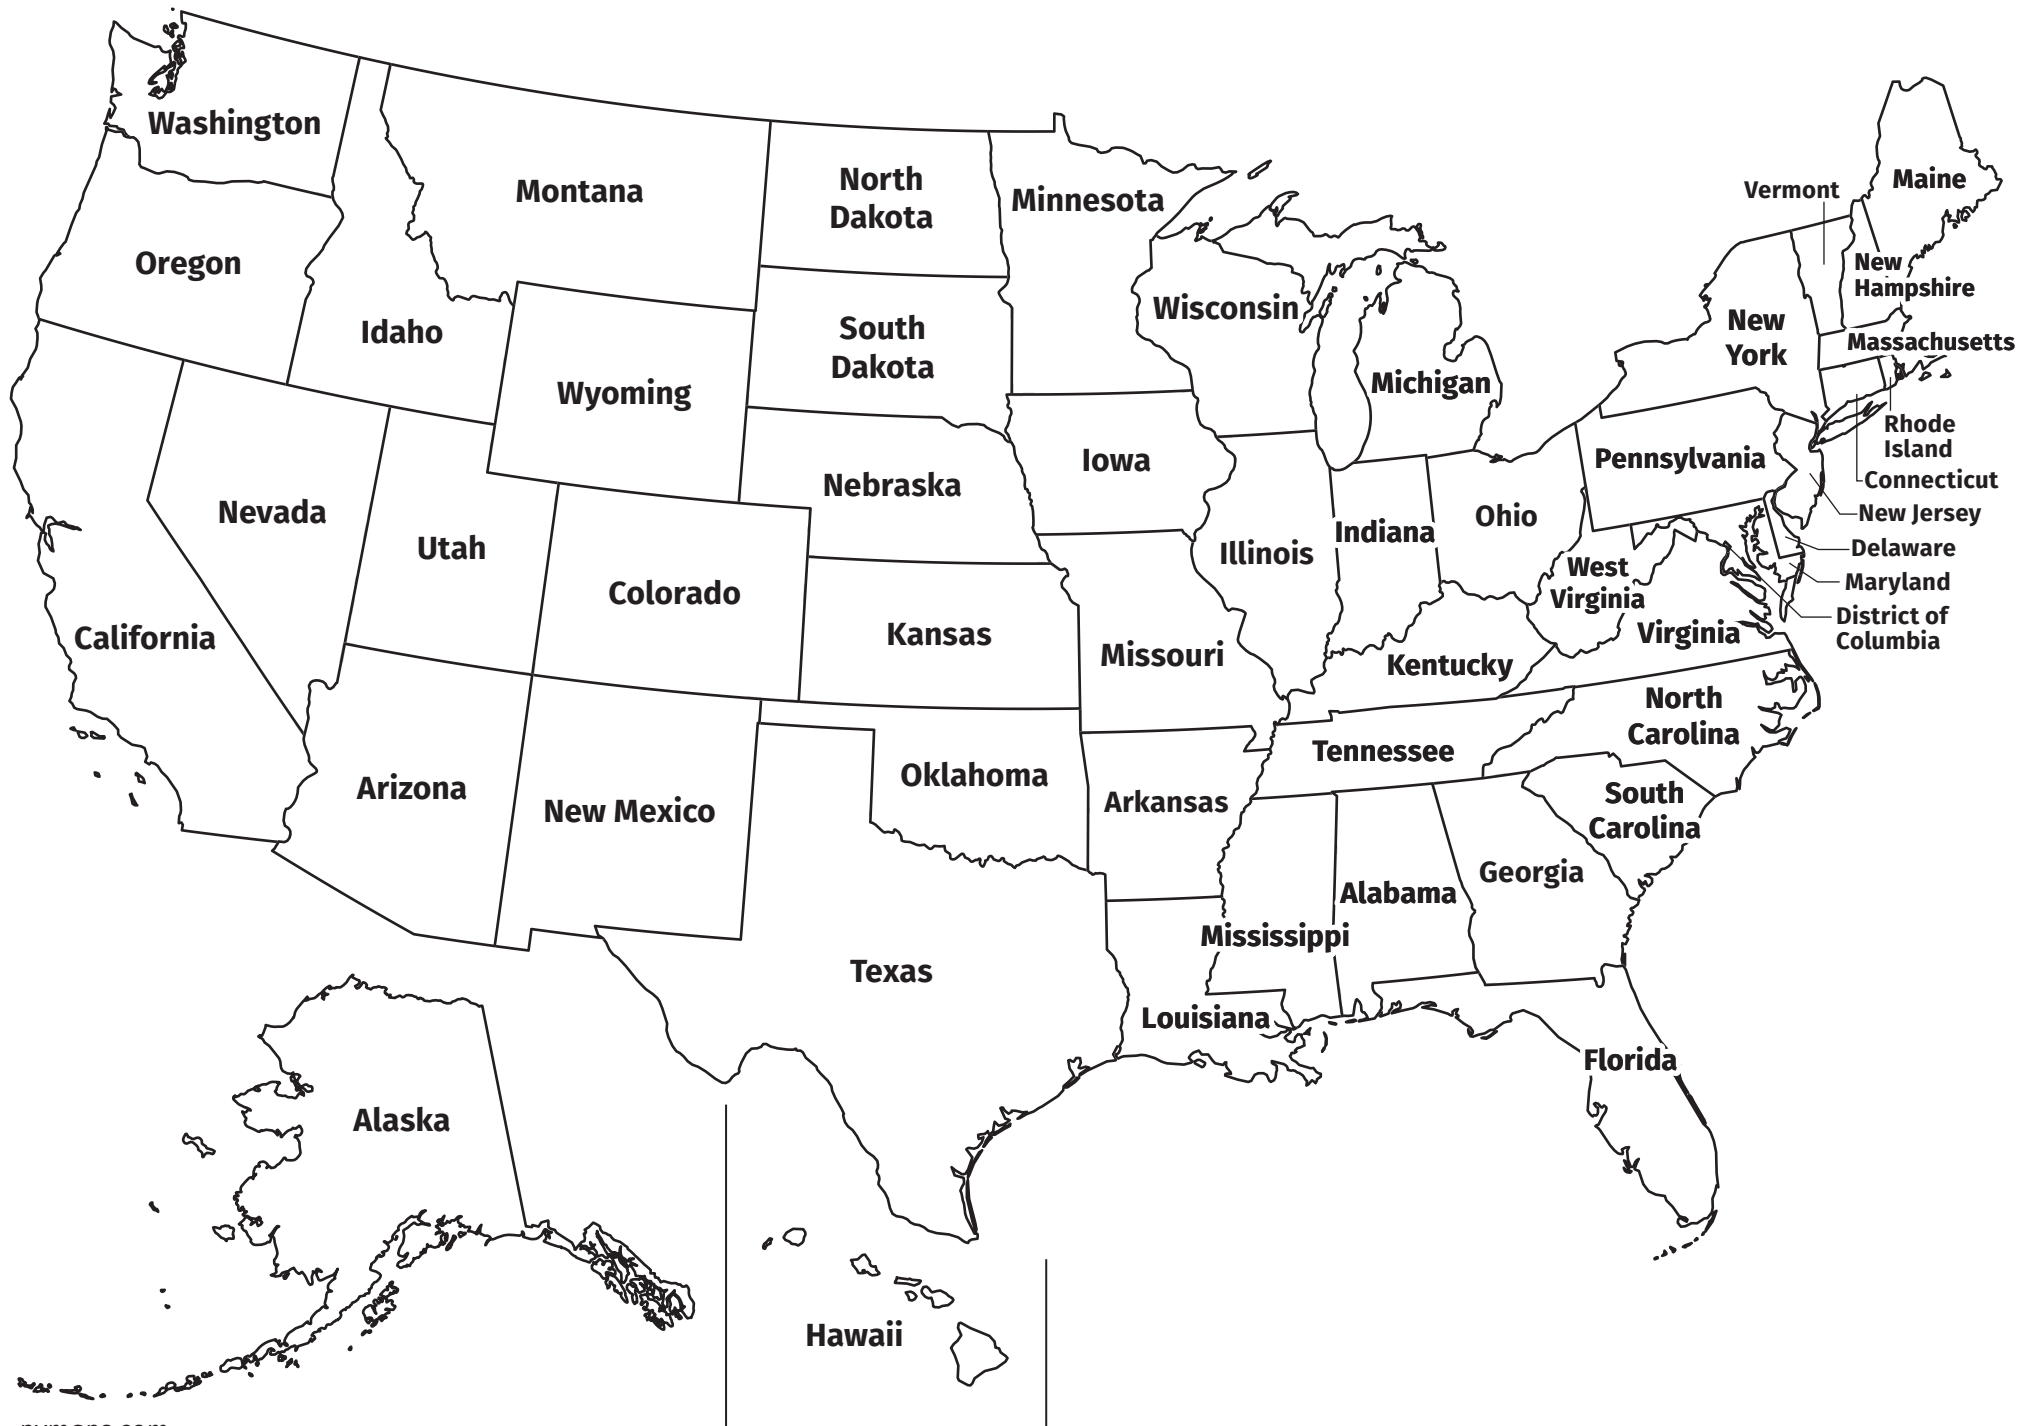 Washington
Montana
North
Dakota
Minnesota
Vermont
Maine
Oregon
Idaho
South
Dakota
Wisconsin
New
Hampshire
New
York
Massachusetts
Wyoming
Michigan
Rhode
Island
Iowa
Pennsylvania
Connecticut
Nebraska
Nevada
New Jersey
Utah
Illinois
Indiana
Ohio
Delaware
Colorado
West
Virginia
Maryland
California
Kansas
Missouri
Virginia
District of
Columbia
Kentucky
North
Carolina
Arizona
New Mexico
Oklahoma
Tennessee
Arkansas
South
Carolina
Georgia
Alabama
Mississippi
Texas
Louisiana
Florida
Alaska
Hawaii